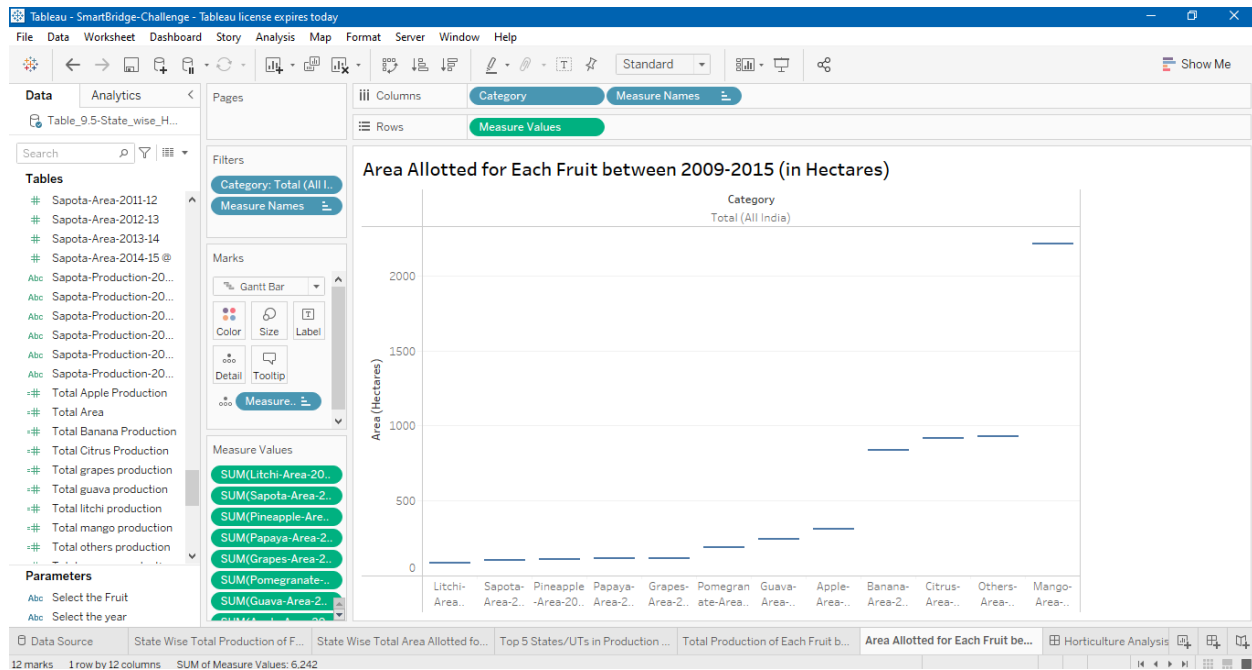 Tableau - SmartBridge-Challenge - Tableau license expires today
File Data Worksheet Dashboard Story Analysis Map Format Server Window Help
Standard
Show Me
Data Analytics
Table_9.5-State_wise_H...
Search
Tables
Sapota-Area-2011-12
Sapota-Area-2012-13
Sapota-Area-2013-14
Sapota-Area-2014-15 @
Abc Sapota-Production-20...
Abc Sapota-Production-20...
Abc Sapota-Production-20...
Abc Sapota-Production-20...
Abc Sapota-Production-20...
Abc Sapota-Production-20...
Total Apple Production
Total Area
Total Banana Production
Total Citrus Production
Total grapes production
Total guava production
Total litchi production
Total mango production
Total others production
Parameters
Abc Select the Fruit
Abc Select the year
Pages
Filters
Category: Total (All I..
Measure Names
Marks
Gantt Bar
Color Size Label
Detail Tooltip
Measure..
Measure Values
SUM(Litchi-Area-20..
SUM(Sapota-Area-2..
SUM(Pineapple-Are..
SUM(Papaya-Area-2..
SUM(Grapes-Area-2..
SUM(Pomegranate-..
SUM(Guava-Area-2..
Columns Category Measure Names
Rows Measure Values
Area Allotted for Each Fruit between 2009-2015 (in Hectares)
Category
Total (All India)
Area (Hectares)
2000
1500
1000
500
0
Litchi- Sapota- Pineapple Papaya- Grapes- Pomegran Guava- Apple- Banana- Citrus- Others- Mango-
Area.. Area-2.. -Area-20.. Area-2.. Area-2.. ate-Area.. Area-.. Area-.. Area-2.. Area-.. Area-.. Area-..
Data Source State Wise Total Production of F... State Wise Total Area Allotted fo... Top 5 States/UTs in Production ... Total Production of Each Fruit b... Area Allotted for Each Fruit be... Horticulture Analysis
12 marks 1 row by 12 columns SUM of Measure Values: 6,242